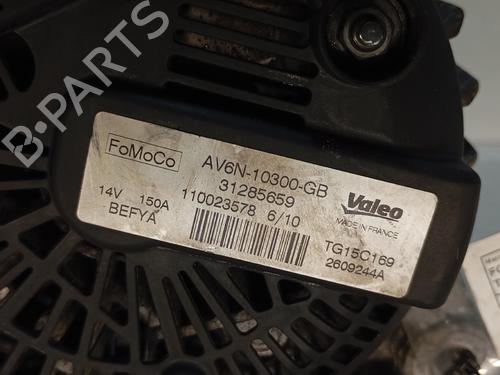 B-PARTS
FoMoCo
AV6N-10300-GB
31285659
14V 150A 110023578 6/10
BEFYA
Valeo
MADE IN FRANCE
TG15C169
2609244A